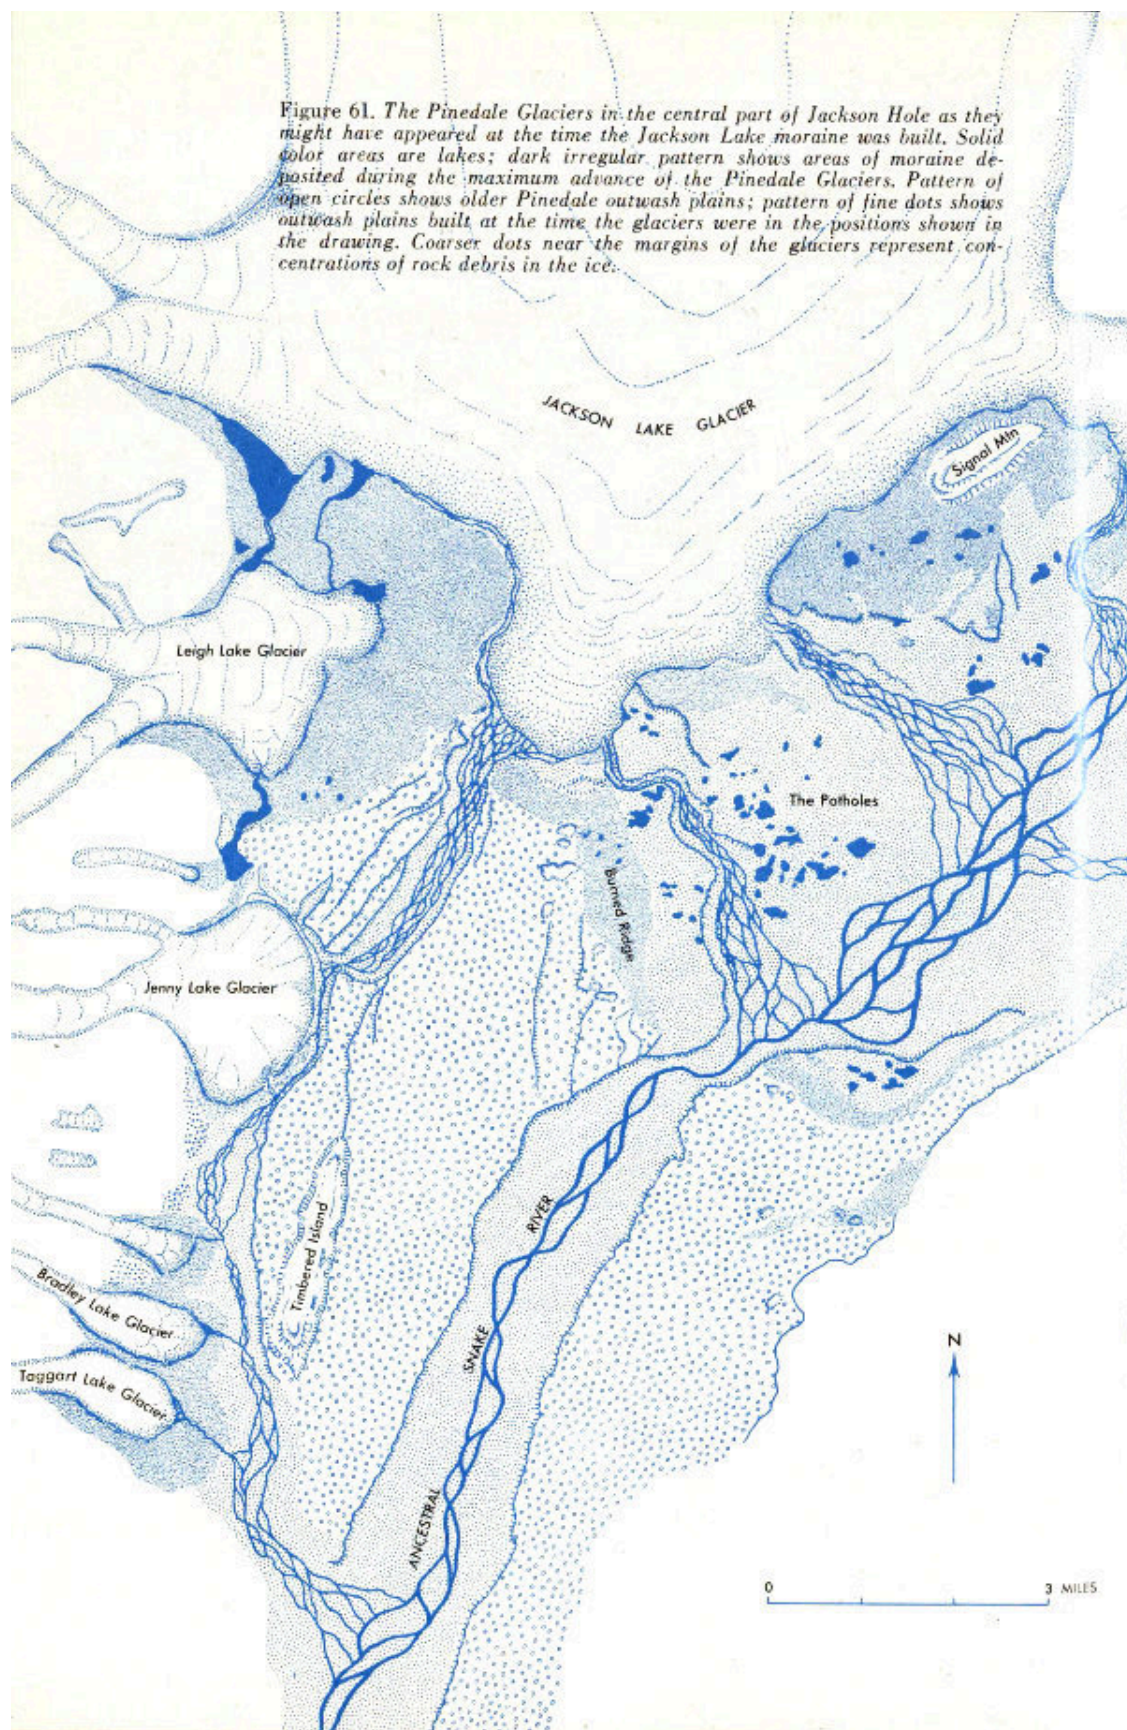 Figure 61. The Pinedale Glaciers in the central part of Jackson Hole as they
might have appeared at the time the Jackson Lake moraine was built. Solid
color areas are lakes; dark irregular pattern shows areas of moraine de-
posited during the maximum advance of the Pinedale Glaciers. Pattern of
open circles shows older Pinedale outwash plains; pattern of fine dots shows
outwash plains built at the time the glaciers were in the positions shown in
the drawing. Coarser dots near the margins of the glaciers represent con-
centrations of rock debris in the ice.
JACKSON LAKE GLACIER
Signal Mtn
Leigh Lake Glacier
The Potholes
Burned Ridge
Jenny Lake Glacier
Timbered Island
Bradley Lake Glacier
Taggart Lake Glacier
ANCESTRAL SNAKE RIVER
N
0 3 MILES